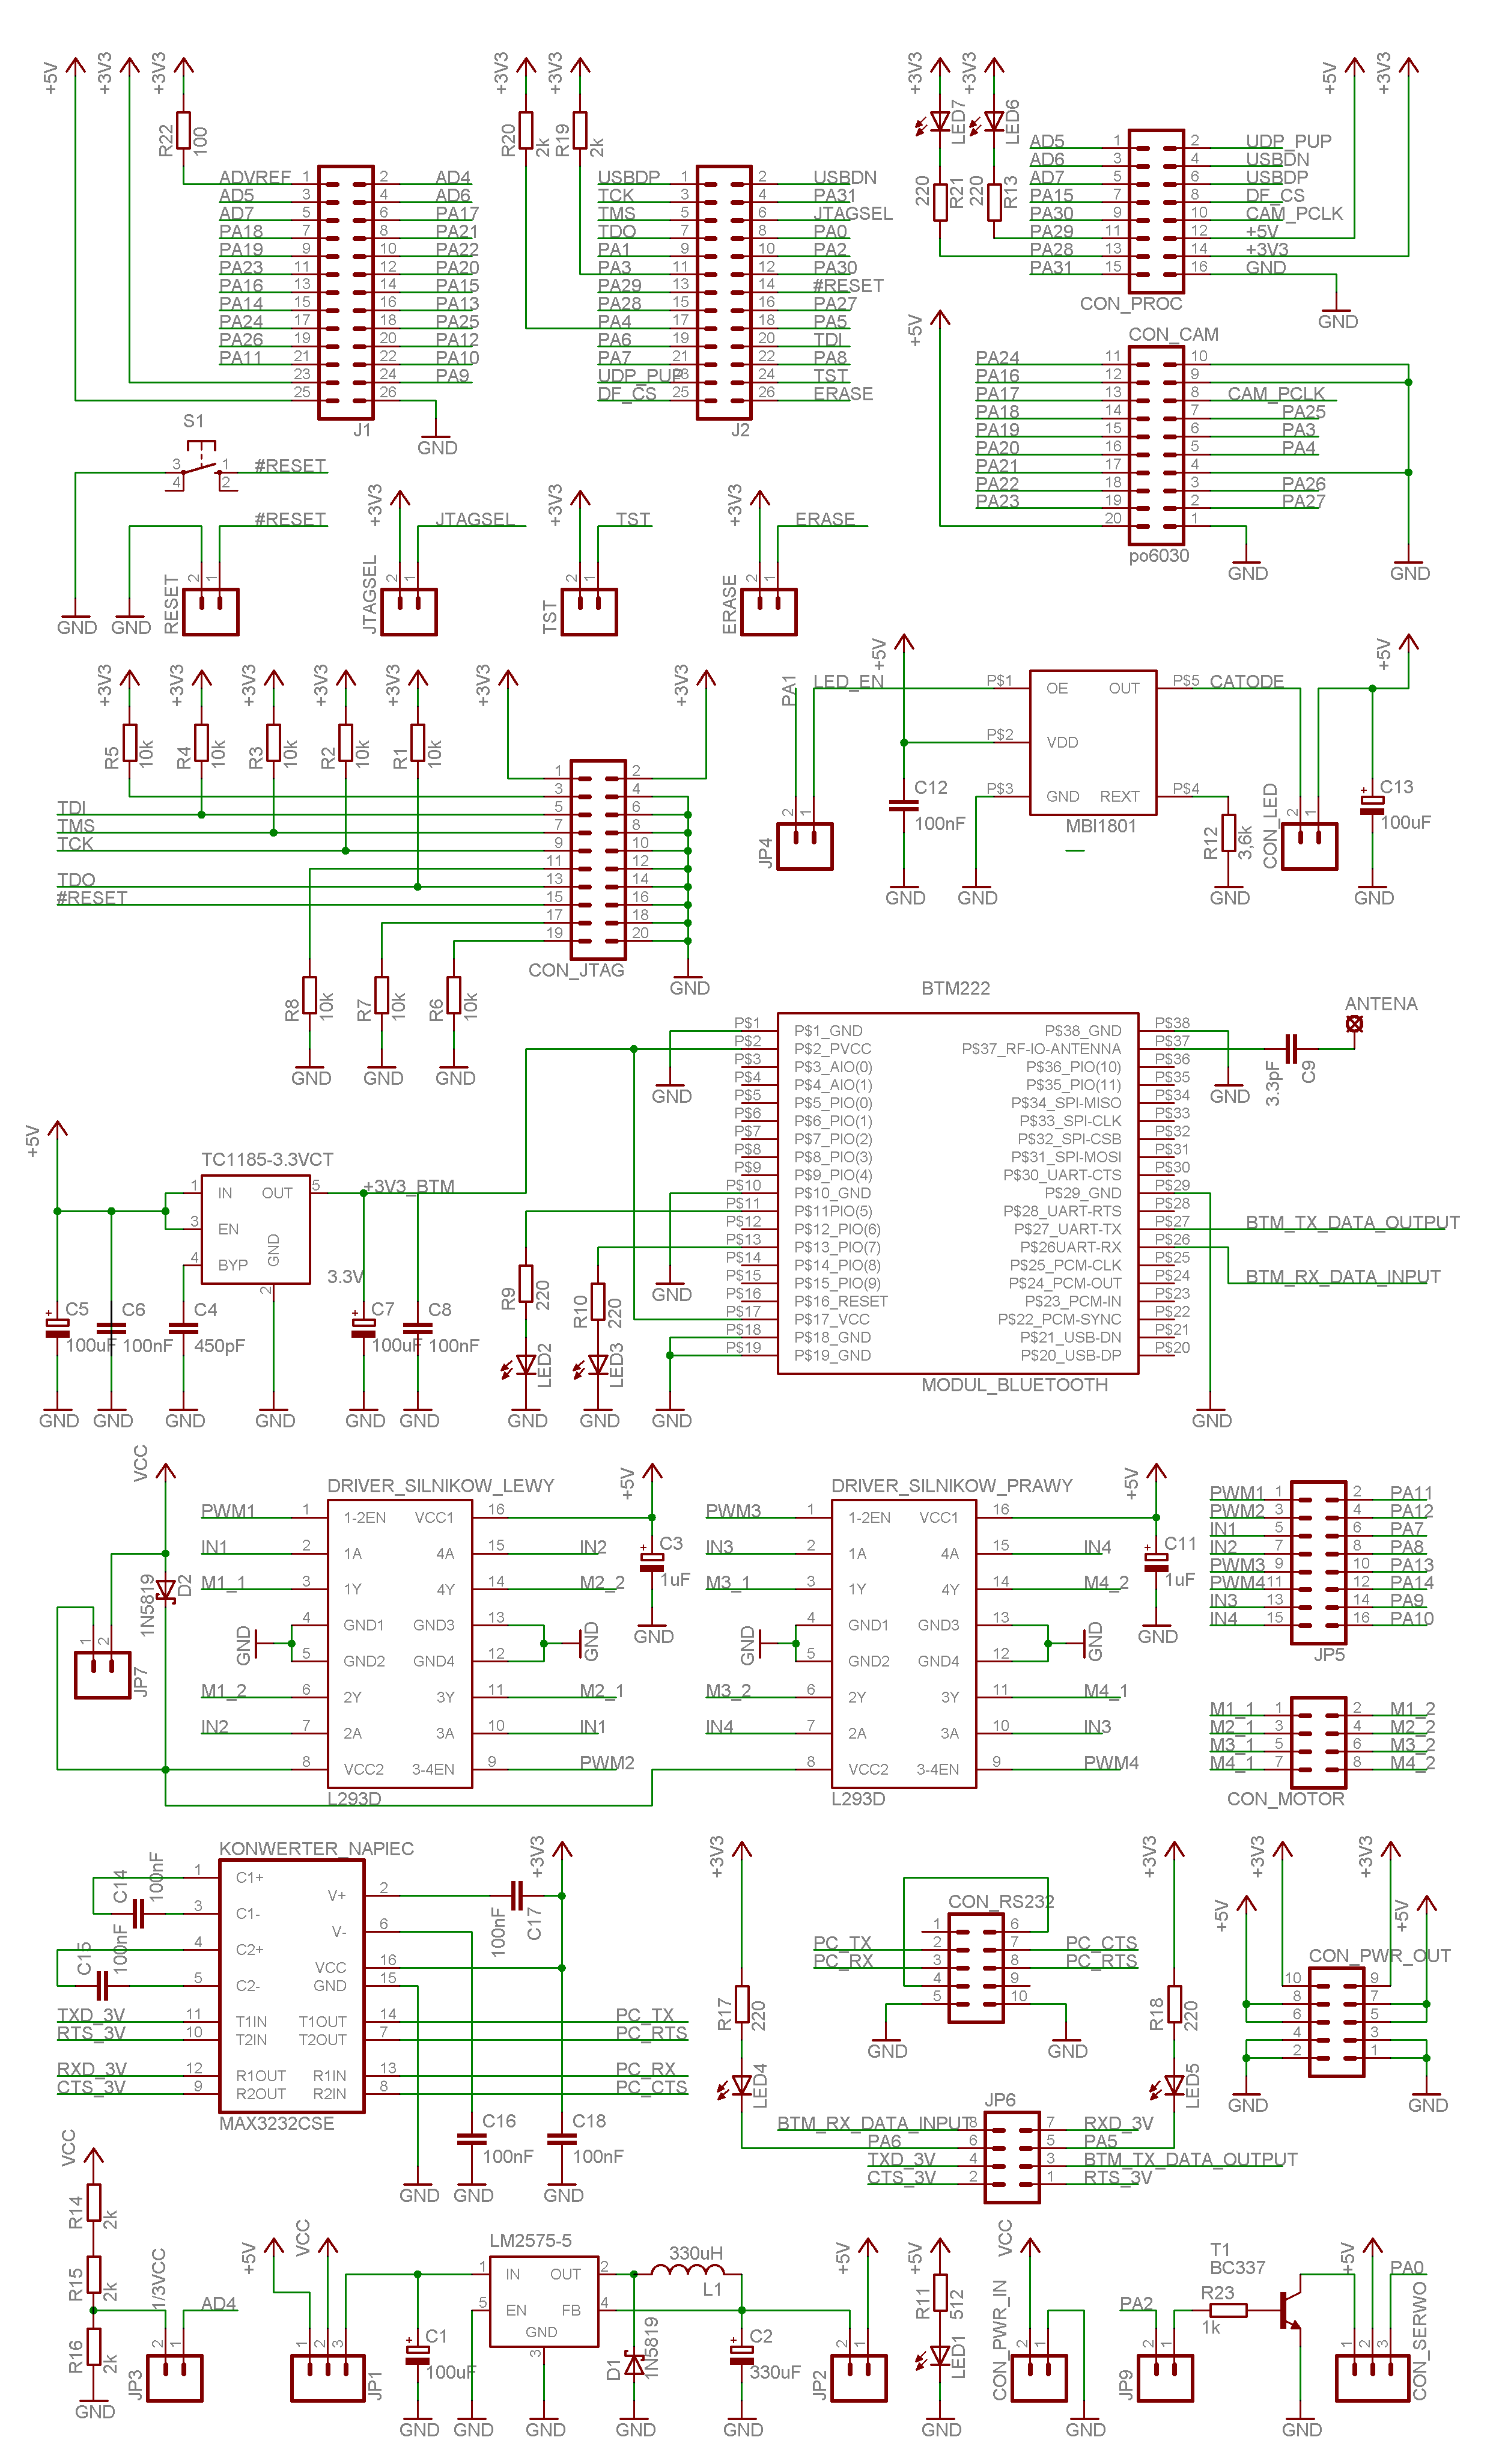 +5V
+3V3
+3V3
R22
100
ADVREF 1 2 AD4
AD5 3 4 AD6
AD7 5 6 PA17
PA18 7 8 PA21
PA19 9 10 PA22
PA23 11 12 PA20
PA16 13 14 PA15
PA14 15 16 PA13
PA24 17 18 PA25
PA26 19 20 PA12
PA11 21 22 PA10
23 24 PA9
25 26
J1
GND
+3V3
+3V3
R20
2k
R19
2k
USBDP 1 2 USBDN
TCK 3 4 PA31
TMS 5 6 JTAGSEL
TDO 7 8 PA0
PA1 9 10 PA2
PA3 11 12 PA30
PA29 13 14 #RESET
PA28 15 16 PA27
PA4 17 18 PA5
PA6 19 20 TDI
PA7 21 22 PA8
UDP_PUP 23 24 TST
DF_CS 25 26 ERASE
J2
+3V3
+3V3
LED7
LED6
220
R21
220
R13
+5V
+3V3
AD5 1 2 UDP_PUP
AD6 3 4 USBDN
AD7 5 6 USBDP
PA15 7 8 DF_CS
PA30 9 10 CAM_PCLK
PA29 11 12 +5V
PA28 13 14 +3V3
PA31 15 16 GND
CON_PROC
GND
+5V
CON_CAM
PA24 11 10
PA16 12 9
PA17 13 8 CAM_PCLK
PA18 14 7 PA25
PA19 15 6 PA3
PA20 16 5 PA4
PA21 17 4
PA22 18 3 PA26
PA23 19 2 PA27
20 1
po6030
GND
GND
S1
3 1 #RESET
4 2
#RESET
GND
GND
RESET
2 1
+3V3
JTAGSEL
JTAGSEL
2 1
+3V3
TST
TST
2 1
+3V3
ERASE
ERASE
2 1
+3V3
+3V3
+3V3
+3V3
+3V3
+3V3
+3V3
R5
10k
R4
10k
R3
10k
R2
10k
R1
10k
TDI
TMS
TCK
TDO
#RESET
1 2
3 4
5 6
7 8
9 10
11 12
13 14
15 16
17 18
19 20
CON_JTAG
GND
R8
10k
R7
10k
R6
10k
GND
GND
GND
PA1
LED_EN
JP4
2 1
+5V
P$1 OE OUT P$5 CATODE
P$2 VDD
P$3 GND REXT P$4
MBI1801
C12
100nF
GND
GND
R12
3,6k
GND
CON_LED
2 1
+5V
C13
100uF
GND
BTM222
P$1 P$1_GND P$38_GND P$38
P$2 P$2_PVCC P$37_RF-IO-ANTENNA P$37
P$3 P$3_AIO(0) P$36_PIO(10) P$36
P$4 P$4_AIO(1) P$35_PIO(11) P$35
P$5 P$5_PIO(0) P$34_SPI-MISO P$34
P$6 P$6_PIO(1) P$33_SPI-CLK P$33
P$7 P$7_PIO(2) P$32_SPI-CSB P$32
P$8 P$8_PIO(3) P$31_SPI-MOSI P$31
P$9 P$9_PIO(4) P$30_UART-CTS P$30
P$10 P$10_GND P$29_GND P$29
P$11 P$11PIO(5) P$28_UART-RTS P$28
P$12 P$12_PIO(6) P$27_UART-TX P$27
P$13 P$13_PIO(7) P$26UART-RX P$26
P$14 P$14_PIO(8) P$25_PCM-CLK P$25
P$15 P$15_PIO(9) P$24_PCM-OUT P$24
P$16 P$16_RESET P$23_PCM-IN P$23
P$17 P$17_VCC P$22_PCM-SYNC P$22
P$18 P$18_GND P$21_USB-DN P$21
P$19 P$19_GND P$20_USB-DP P$20
MODUL_BLUETOOTH
ANTENA
3.3pF
C9
GND
BTM_TX_DATA_OUTPUT
BTM_RX_DATA_INPUT
GND
GND
GND
GND
+5V
TC1185-3.3VCT
1 IN OUT 5 +3V3_BTM
3 EN
4 BYP
GND
2
3.3V
C5
100uF
C6
100nF
C4
450pF
C7
100uF
C8
100nF
R9
220
R10
220
LED2
LED3
GND
GND
GND
GND
GND
GND
GND
GND
VCC
1N5819
D2
1 2
JP7
DRIVER_SILNIKOW_LEWY
PWM1 1 1-2EN VCC1 16
IN1 2 1A 4A 15 IN2
M1_1 3 1Y 4Y 14 M2_2
4 GND1 GND3 13
GND
GND
5 GND2 GND4 12
M1_2 6 2Y 3Y 11 M2_1
IN2 7 2A 3A 10 IN1
8 VCC2 3-4EN 9 PWM2
L293D
+5V
C3
1uF
GND
DRIVER_SILNIKOW_PRAWY
PWM3 1 1-2EN VCC1 16
IN3 2 1A 4A 15 IN4
M3_1 3 1Y 4Y 14 M4_2
4 GND1 GND3 13
GND
GND
5 GND2 GND4 12
M3_2 6 2Y 3Y 11 M4_1
IN4 7 2A 3A 10 IN3
8 VCC2 3-4EN 9 PWM4
L293D
+5V
C11
1uF
GND
PWM1 1 2 PA11
PWM2 3 4 PA12
IN1 5 6 PA7
IN2 7 8 PA8
PWM3 9 10 PA13
PWM4 11 12 PA14
IN3 13 14 PA9
IN4 15 16 PA10
JP5
M1_1 1 2 M1_2
M2_1 3 4 M2_2
M3_1 5 6 M3_2
M4_1 7 8 M4_2
CON_MOTOR
KONWERTER_NAPIEC
1 C1+
V+ 2
3 C1-
V- 6
4 C2+
VCC 16
5 C2- GND 15
TXD_3V 11 T1IN T1OUT 14 PC_TX
RTS_3V 10 T2IN T2OUT 7 PC_RTS
RXD_3V 12 R1OUT R1IN 13 PC_RX
CTS_3V 9 R2OUT R2IN 8 PC_CTS
MAX3232CSE
C14
100nF
C15
100nF
100nF
C17
+3V3
C16
100nF
C18
100nF
GND
GND
GND
+3V3
R17
220
LED4
CON_RS232
1 6
PC_TX 2 7 PC_CTS
PC_RX 3 8 PC_RTS
4 9
5 10
GND
GND
+3V3
R18
220
LED5
JP6
BTM_RX_DATA_INPUT 8 7 RXD_3V
PA6 6 5 PA5
TXD_3V 4 3 BTM_TX_DATA_OUTPUT
CTS_3V 2 1 RTS_3V
+3V3
+3V3
+5V
+5V
CON_PWR_OUT
10 9
8 7
6 5
4 3
2 1
GND
GND
VCC
R14
2k
R15
2k
R16
2k
GND
1/3VCC
AD4
2 1
JP3
+5V
VCC
1 2 3
JP1
LM2575-5
1 IN OUT 2
5 EN FB 4
GND
3
330uH
L1
C1
100uF
D1
1N5819
C2
330uF
GND
GND
GND
GND
GND
+5V
JP2
2 1
+5V
R11
512
LED1
GND
CON_PWR_IN
VCC
2 1
GND
PA2
JP9
2 1
T1
BC337
R23
1k
GND
+5V
PA0
1 2 3
CON_SERWO